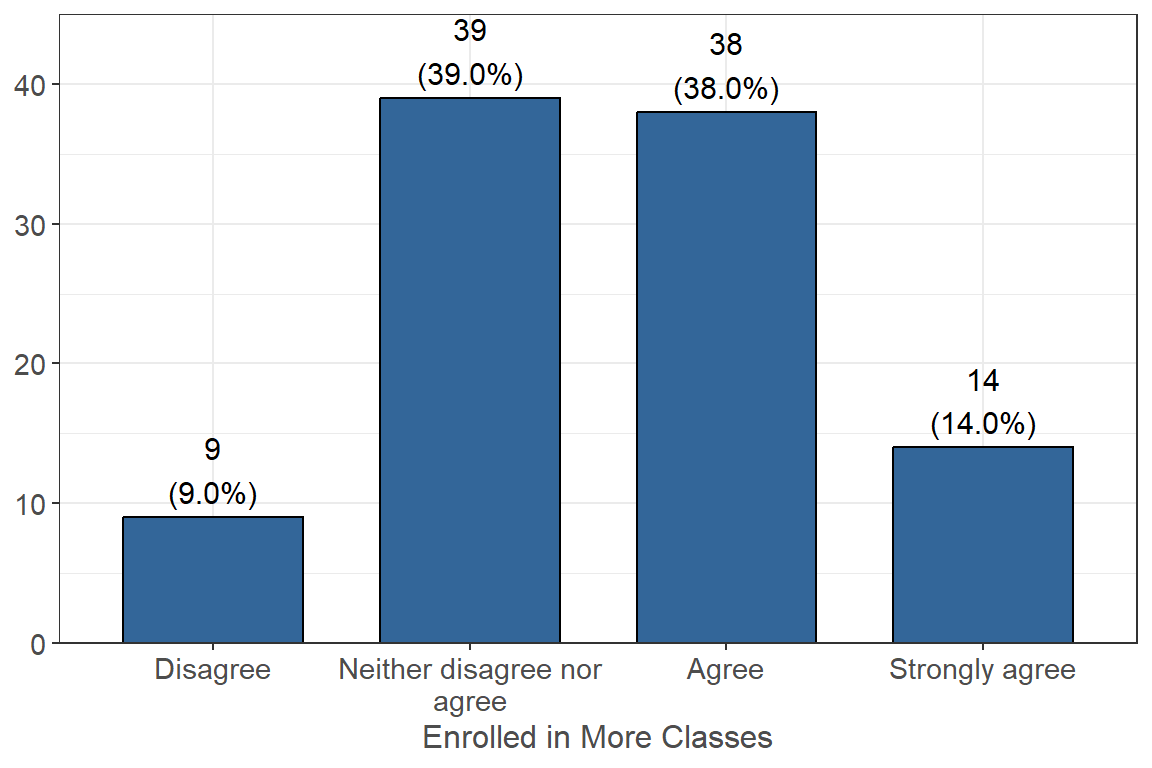 39
(39.0%)
38
(38.0%)
14
(14.0%)
9
(9.0%)
40
30
20
10
0
Disagree
Neither disagree nor
agree
Agree
Strongly agree
Enrolled in More Classes